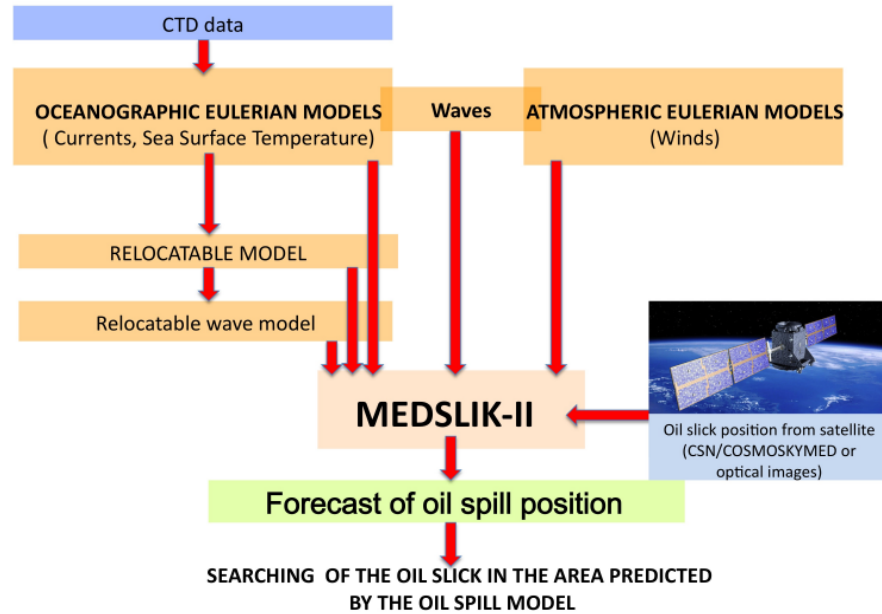 CTD data
OCEANOGRAPHIC EULERIAN MODELS
( Currents, Sea Surface Temperature)
Waves
ATMOSPHERIC EULERIAN MODELS
(Winds)
RELOCATABLE MODEL
Relocatable wave model
MEDSLIK-II
Oil slick position from satellite
(CSN/COSMOSKYMED or
optical images)
Forecast of oil spill position
SEARCHING OF THE OIL SLICK IN THE AREA PREDICTED
BY THE OIL SPILL MODEL